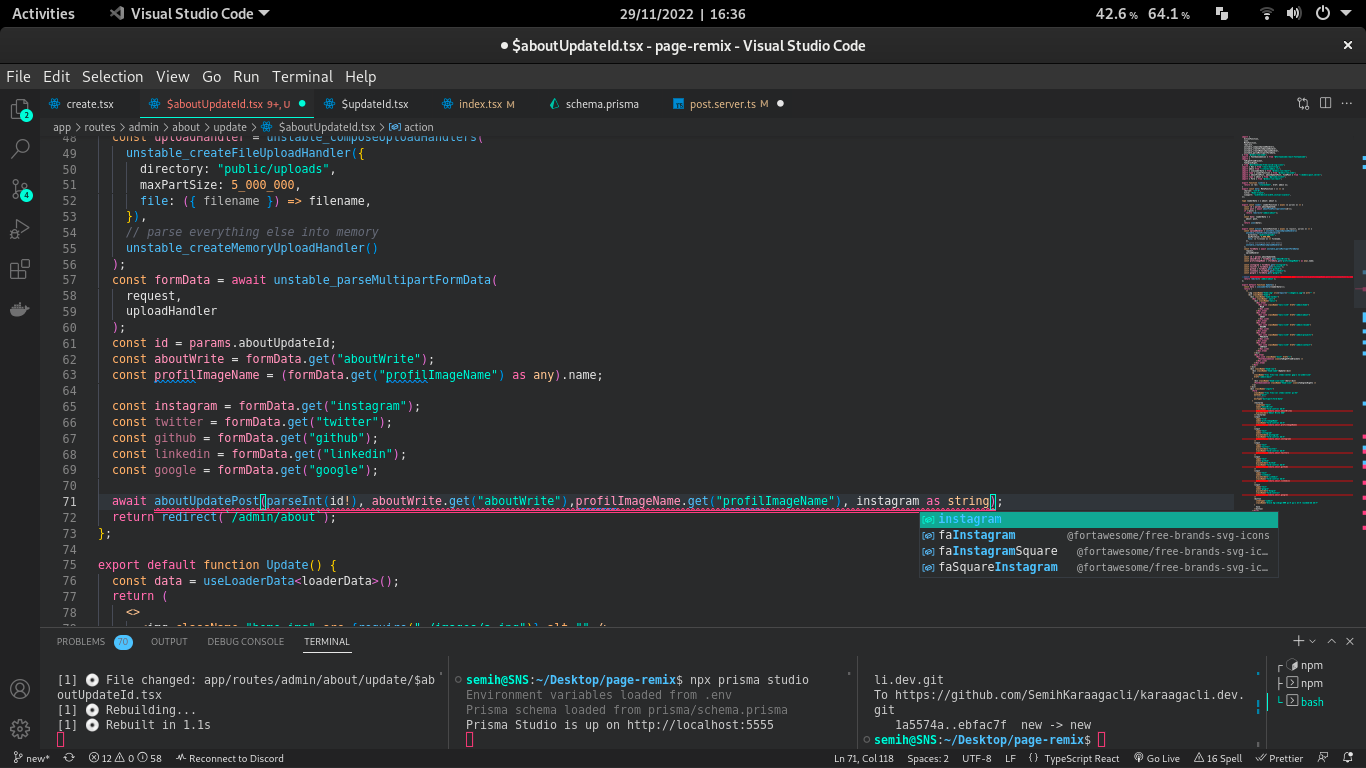 Activities Visual Studio Code 29/11/2022 | 16:36 42.6 % 64.1 %
● $aboutUpdateId.tsx - page-remix - Visual Studio Code ×
File Edit Selection View Go Run Terminal Help
create.tsx $aboutUpdateId.tsx 9+, U ● $updateId.tsx index.tsx M schema.prisma post.server.ts M ●
app > routes > admin > about > update > $aboutUpdateId.tsx > action
48 const uploadHandler = unstable_composeUploadHandlers(
49 unstable_createFileUploadHandler({
50 directory: "public/uploads",
51 maxPartSize: 5_000_000,
52 file: ({ filename }) => filename,
53 }),
54 // parse everything else into memory
55 unstable_createMemoryUploadHandler()
56 );
57 const formData = await unstable_parseMultipartFormData(
58 request,
59 uploadHandler
60 );
61 const id = params.aboutUpdateId;
62 const aboutWrite = formData.get("aboutWrite");
63 const profilImageName = (formData.get("profilImageName") as any).name;
64
65 const instagram = formData.get("instagram");
66 const twitter = formData.get("twitter");
67 const github = formData.get("github");
68 const linkedin = formData.get("linkedin");
69 const google = formData.get("google");
70
71 await aboutUpdatePost(parseInt(id!), aboutWrite.get("aboutWrite"),profilImageName.get("profilImageName"), instagram as string);
72 return redirect(`/admin/about`);
instagram
73 };
faInstagram @fortawesome/free-brands-svg-icons
74
faInstagramSquare @fortawesome/free-brands-svg-ic…
75 export default function Update() {
faSquareInstagram @fortawesome/free-brands-svg-ic…
76 const data = useLoaderData<loaderData>();
77 return (
78 <>
PROBLEMS 70 OUTPUT DEBUG CONSOLE TERMINAL
[1] File changed: app/routes/admin/about/update/$ab
outUpdateId.tsx
[1] Rebuilding...
[1] Rebuilt in 1.1s
semih@SNS:~/Desktop/page-remix$ npx prisma studio
Environment variables loaded from .env
Prisma schema loaded from prisma/schema.prisma
Prisma Studio is up on http://localhost:5555
li.dev.git
To https://github.com/SemihKaraagacli/karaagacli.dev.
git
1a5574a..ebfac7f new -> new
semih@SNS:~/Desktop/page-remix$
npm
npm
bash
new* 12 0 58 Reconnect to Discord Ln 71, Col 118 Spaces: 2 UTF-8 LF {} TypeScript React Go Live 16 Spell Prettier